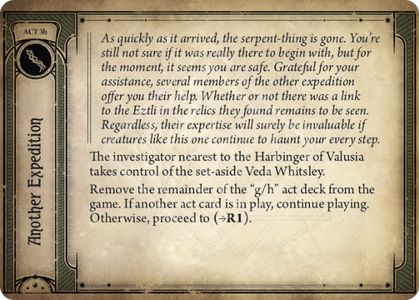 ACT 3h
Another Expedition
As quickly as it arrived, the serpent-thing is gone. You're
still not sure if it was really there to begin with, but for
the moment, it seems you are safe. Grateful for your
assistance, several members of the other expedition
offer you their help. Whether or not there was a link
to the Eztli in the relics they found remains to be seen.
Regardless, their expertise will surely be invaluable if
creatures like this one continue to haunt your every step.
The investigator nearest to the Harbinger of Valusia
takes control of the set-aside Veda Whitsley.
Remove the remainder of the "g/h" act deck from the
game. If another act card is in play, continue playing.
Otherwise, proceed to (→R1).